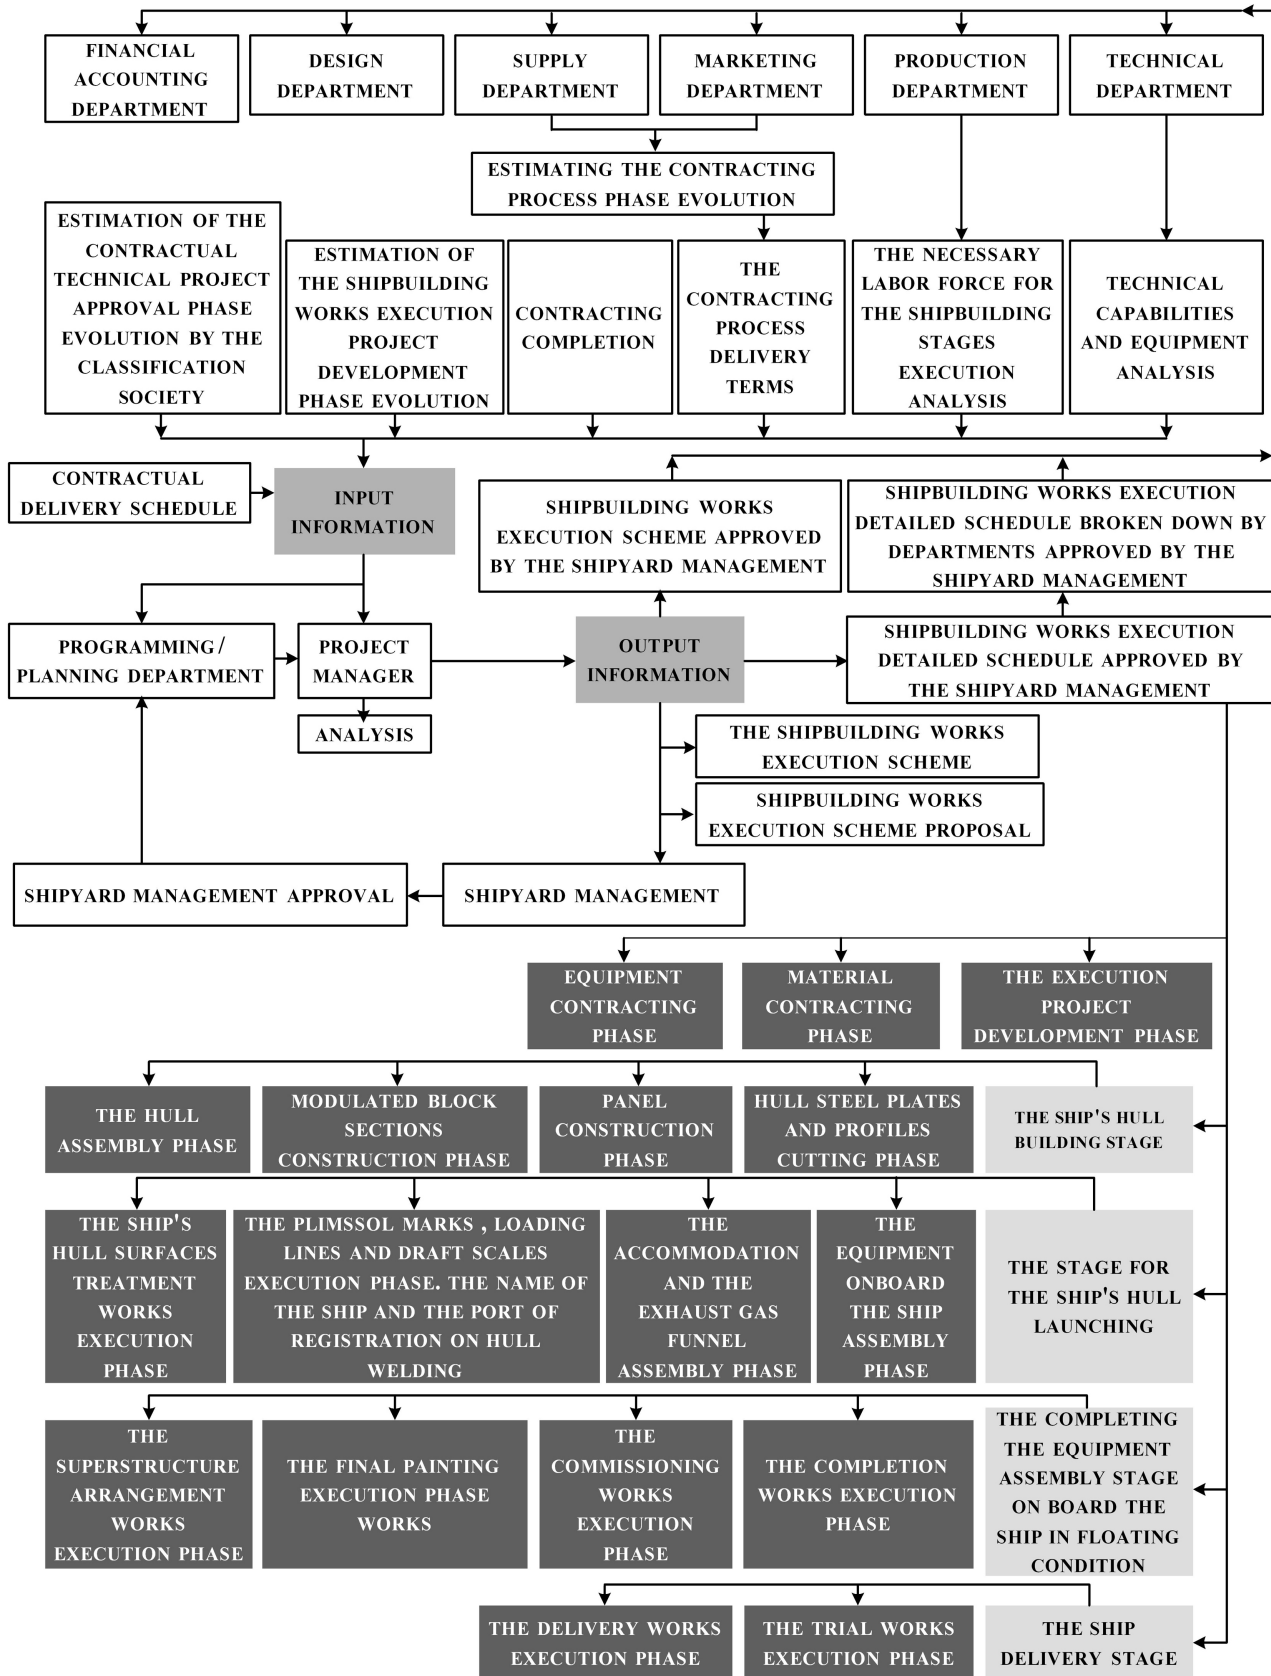 FINANCIAL
ACCOUNTING
DEPARTMENT
DESIGN
DEPARTMENT
SUPPLY
DEPARTMENT
MARKETING
DEPARTMENT
PRODUCTION
DEPARTMENT
TECHNICAL
DEPARTMENT
ESTIMATING THE CONTRACTING
PROCESS PHASE EVOLUTION
ESTIMATION OF THE
CONTRACTUAL
TECHNICAL PROJECT
APPROVAL PHASE
EVOLUTION BY THE
CLASSIFICATION
SOCIETY
ESTIMATION OF
THE SHIPBUILDING
WORKS EXECUTION
PROJECT
DEVELOPMENT
PHASE EVOLUTION
CONTRACTING
COMPLETION
THE
CONTRACTING
PROCESS
DELIVERY
TERMS
THE NECESSARY
LABOR FORCE FOR
THE SHIPBUILDING
STAGES
EXECUTION
ANALYSIS
TECHNICAL
CAPABILITIES
AND EQUIPMENT
ANALYSIS
CONTRACTUAL
DELIVERY SCHEDULE
INPUT
INFORMATION
SHIPBUILDING WORKS
EXECUTION SCHEME APPROVED
BY THE SHIPYARD MANAGEMENT
SHIPBUILDING WORKS EXECUTION
DETAILED SCHEDULE BROKEN DOWN BY
DEPARTMENTS APPROVED BY THE
SHIPYARD MANAGEMENT
PROGRAMMING/
PLANNING DEPARTMENT
PROJECT
MANAGER
OUTPUT
INFORMATION
SHIPBUILDING WORKS EXECUTION
DETAILED SCHEDULE APPROVED BY
THE SHIPYARD MANAGEMENT
ANALYSIS
THE SHIPBUILDING WORKS
EXECUTION SCHEME
SHIPBUILDING WORKS
EXECUTION SCHEME PROPOSAL
SHIPYARD MANAGEMENT APPROVAL
SHIPYARD MANAGEMENT
EQUIPMENT
CONTRACTING
PHASE
MATERIAL
CONTRACTING
PHASE
THE EXECUTION
PROJECT
DEVELOPMENT PHASE
THE HULL
ASSEMBLY PHASE
MODULATED BLOCK
SECTIONS
CONSTRUCTION PHASE
PANEL
CONSTRUCTION
PHASE
HULL STEEL PLATES
AND PROFILES
CUTTING PHASE
THE SHIP'S HULL
BUILDING STAGE
THE SHIP'S
HULL SURFACES
TREATMENT
WORKS
EXECUTION
PHASE
THE PLIMSSOL MARKS , LOADING
LINES AND DRAFT SCALES
EXECUTION PHASE. THE NAME OF
THE SHIP AND THE PORT OF
REGISTRATION ON HULL
WELDING
THE
ACCOMMODATION
AND THE
EXHAUST GAS
FUNNEL
ASSEMBLY PHASE
THE
EQUIPMENT
ONBOARD
THE SHIP
ASSEMBLY
PHASE
THE STAGE FOR
THE SHIP'S HULL
LAUNCHING
THE
SUPERSTRUCTURE
ARRANGEMENT
WORKS
EXECUTION PHASE
THE FINAL PAINTING
EXECUTION PHASE
WORKS
THE
COMMISSIONING
WORKS
EXECUTION
PHASE
THE COMPLETION
WORKS EXECUTION
PHASE
THE COMPLETING
THE EQUIPMENT
ASSEMBLY STAGE
ON BOARD THE
SHIP IN FLOATING
CONDITION
THE DELIVERY WORKS
EXECUTION PHASE
THE TRIAL WORKS
EXECUTION PHASE
THE SHIP
DELIVERY STAGE